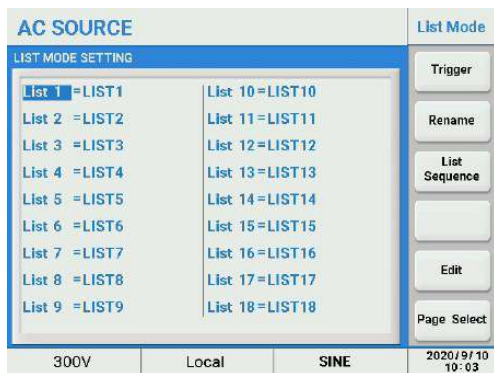 AC SOURCE
List Mode
LIST MODE SETTING
List 1 =LIST1
List 2 =LIST2
List 3 =LIST3
List 4 =LIST4
List 5 =LIST5
List 6 =LIST6
List 7 =LIST7
List 8 =LIST8
List 9 =LIST9
List 10=LIST10
List 11=LIST11
List 12=LIST12
List 13=LIST13
List 14=LIST14
List 15=LIST15
List 16=LIST16
List 17=LIST17
List 18=LIST18
Trigger
Rename
List
Sequence
Edit
Page Select
300V
Local
SINE
2020/9/10
10:03